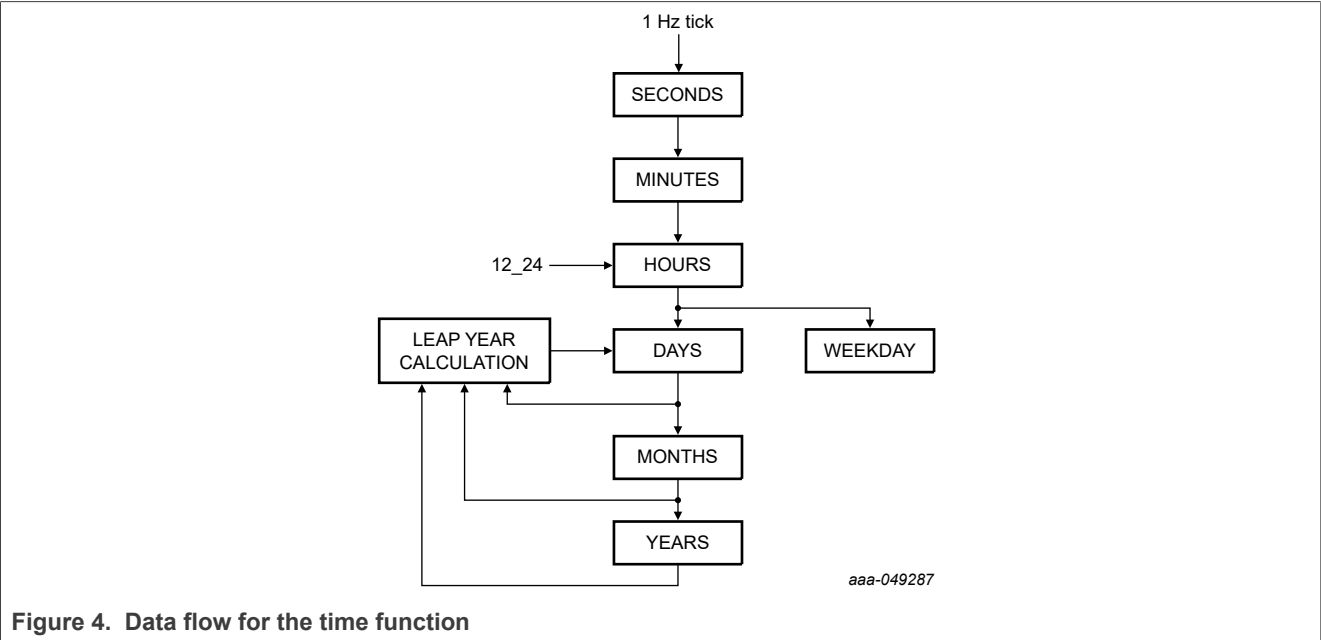 1 Hz tick
SECONDS
MINUTES
12_24
HOURS
LEAP YEAR
CALCULATION
DAYS
WEEKDAY
MONTHS
YEARS
aaa-049287
Figure 4. Data flow for the time function